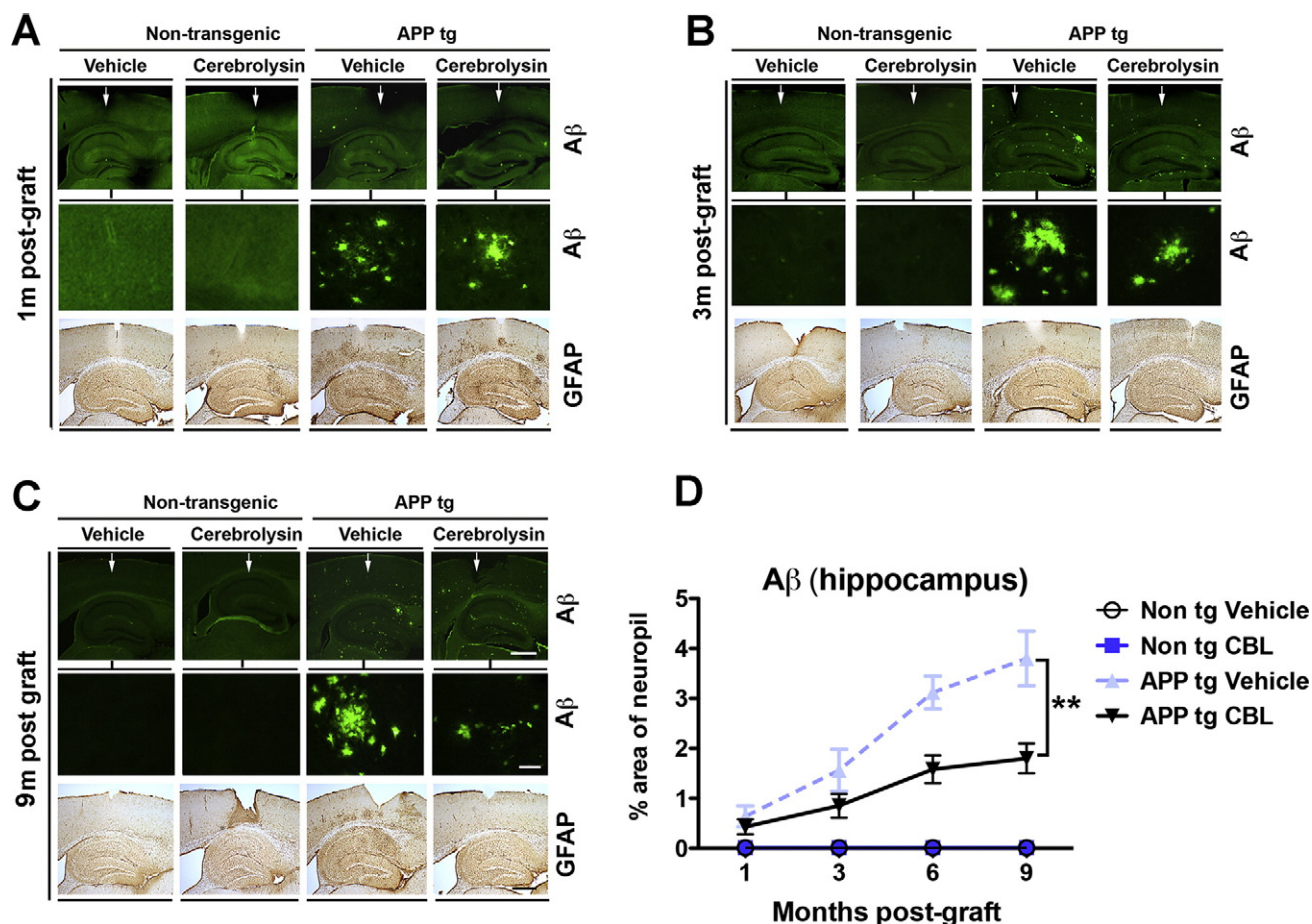 A
Non-transgenic APP tg
Vehicle Cerebrolysin Vehicle Cerebrolysin
1m post-graft
Aβ
Aβ
GFAP
B
Non-transgenic APP tg
Vehicle Cerebrolysin Vehicle Cerebrolysin
3m post-graft
Aβ
Aβ
GFAP
C
Non-transgenic APP tg
Vehicle Cerebrolysin Vehicle Cerebrolysin
9m post graft
Aβ
Aβ
GFAP
D
Aβ (hippocampus)
% area of neuropil
5
4
3
2
1
0
1 3 6 9
Months post-graft
**
Non tg Vehicle
Non tg CBL
APP tg Vehicle
APP tg CBL